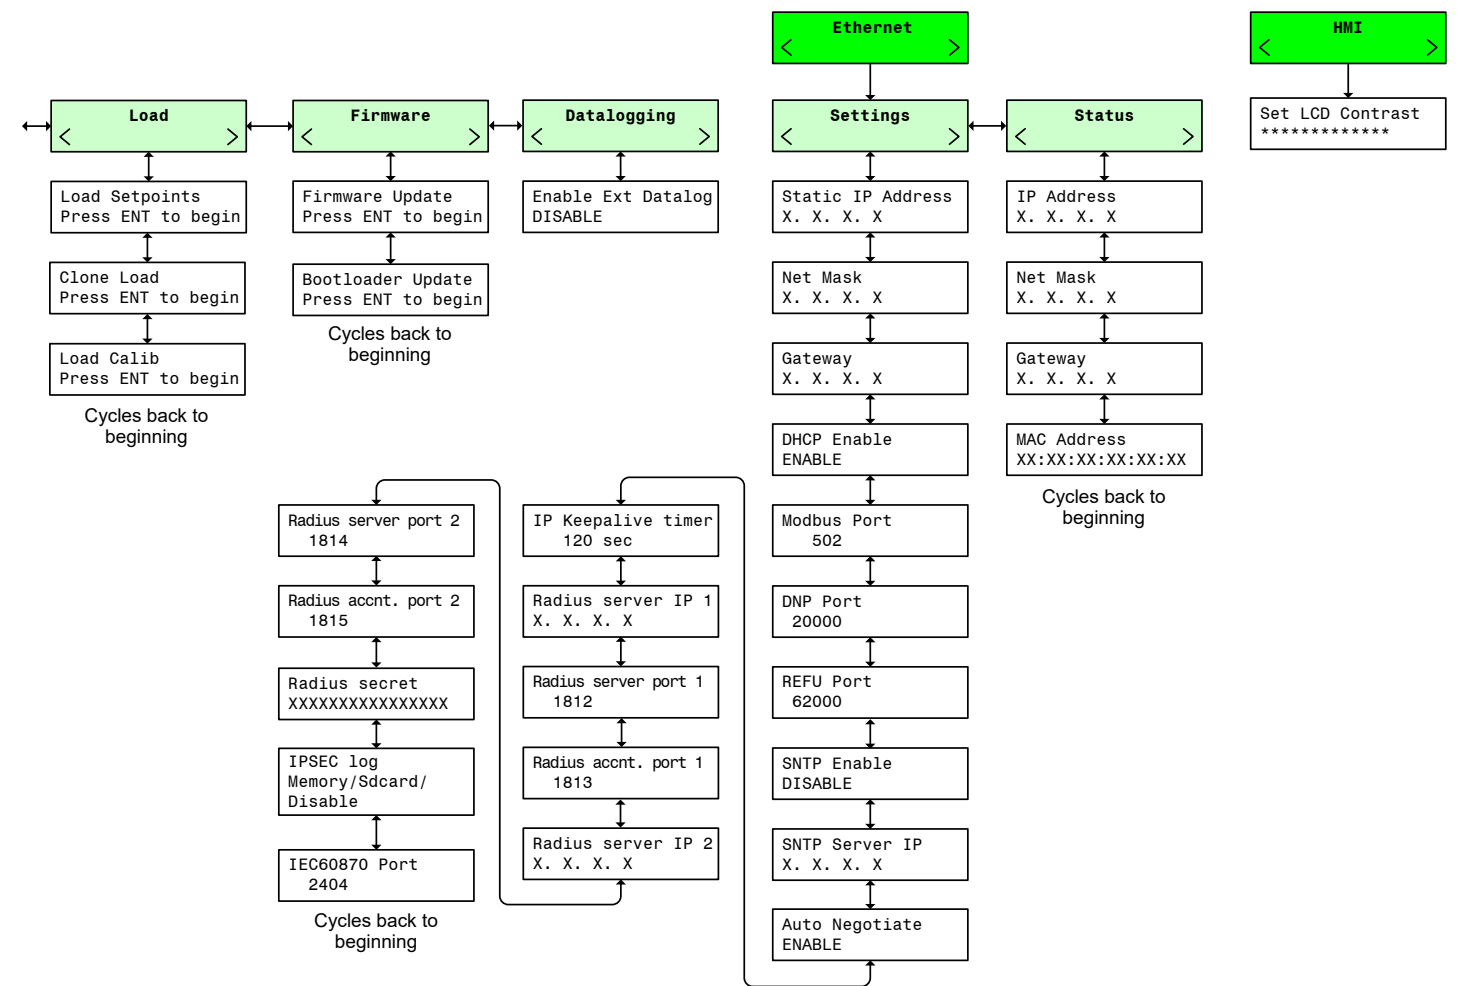 Ethernet
< >
HMI
< >
Set LCD Contrast
*************
Load
< >
Load Setpoints
Press ENT to begin
Clone Load
Press ENT to begin
Load Calib
Press ENT to begin
Cycles back to
beginning
Firmware
< >
Firmware Update
Press ENT to begin
Bootloader Update
Press ENT to begin
Cycles back to
beginning
Datalogging
< >
Enable Ext Datalog
DISABLE
Settings
< >
Static IP Address
X. X. X. X
Net Mask
X. X. X. X
Gateway
X. X. X. X
DHCP Enable
ENABLE
Modbus Port
502
DNP Port
20000
REFU Port
62000
SNTP Enable
DISABLE
SNTP Server IP
X. X. X. X
Auto Negotiate
ENABLE
IP Keepalive timer
120 sec
Radius server IP 1
X. X. X. X
Radius server port 1
1812
Radius accnt. port 1
1813
Radius server IP 2
X. X. X. X
Radius server port 2
1814
Radius accnt. port 2
1815
Radius secret
XXXXXXXXXXXXXXXX
IPSEC log
Memory/Sdcard/
Disable
IEC60870 Port
2404
Cycles back to
beginning
Status
< >
IP Address
X. X. X. X
Net Mask
X. X. X. X
Gateway
X. X. X. X
MAC Address
XX:XX:XX:XX:XX:XX
Cycles back to
beginning